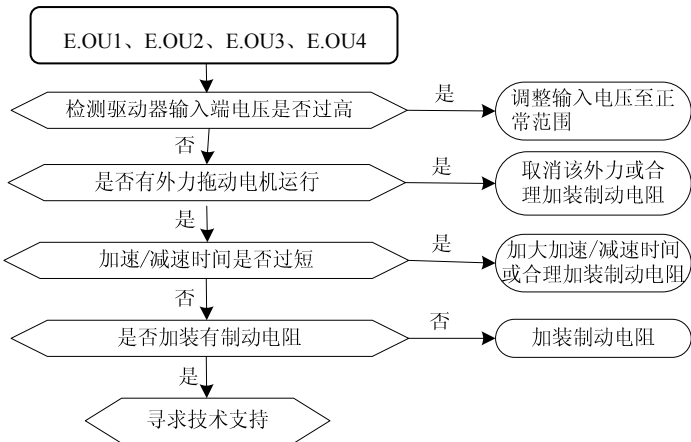 E.OU1、E.OU2、E.OU3、E.OU4
检测驱动器输入端电压是否过高
是
调整输入电压至正
常范围
否
是否有外力拖动电机运行
是
取消该外力或合
理加装制动电阻
是
加速/减速时间是否过短
是
加大加速/减速时间
或合理加装制动电阻
否
是否加装有制动电阻
否
加装制动电阻
是
寻求技术支持